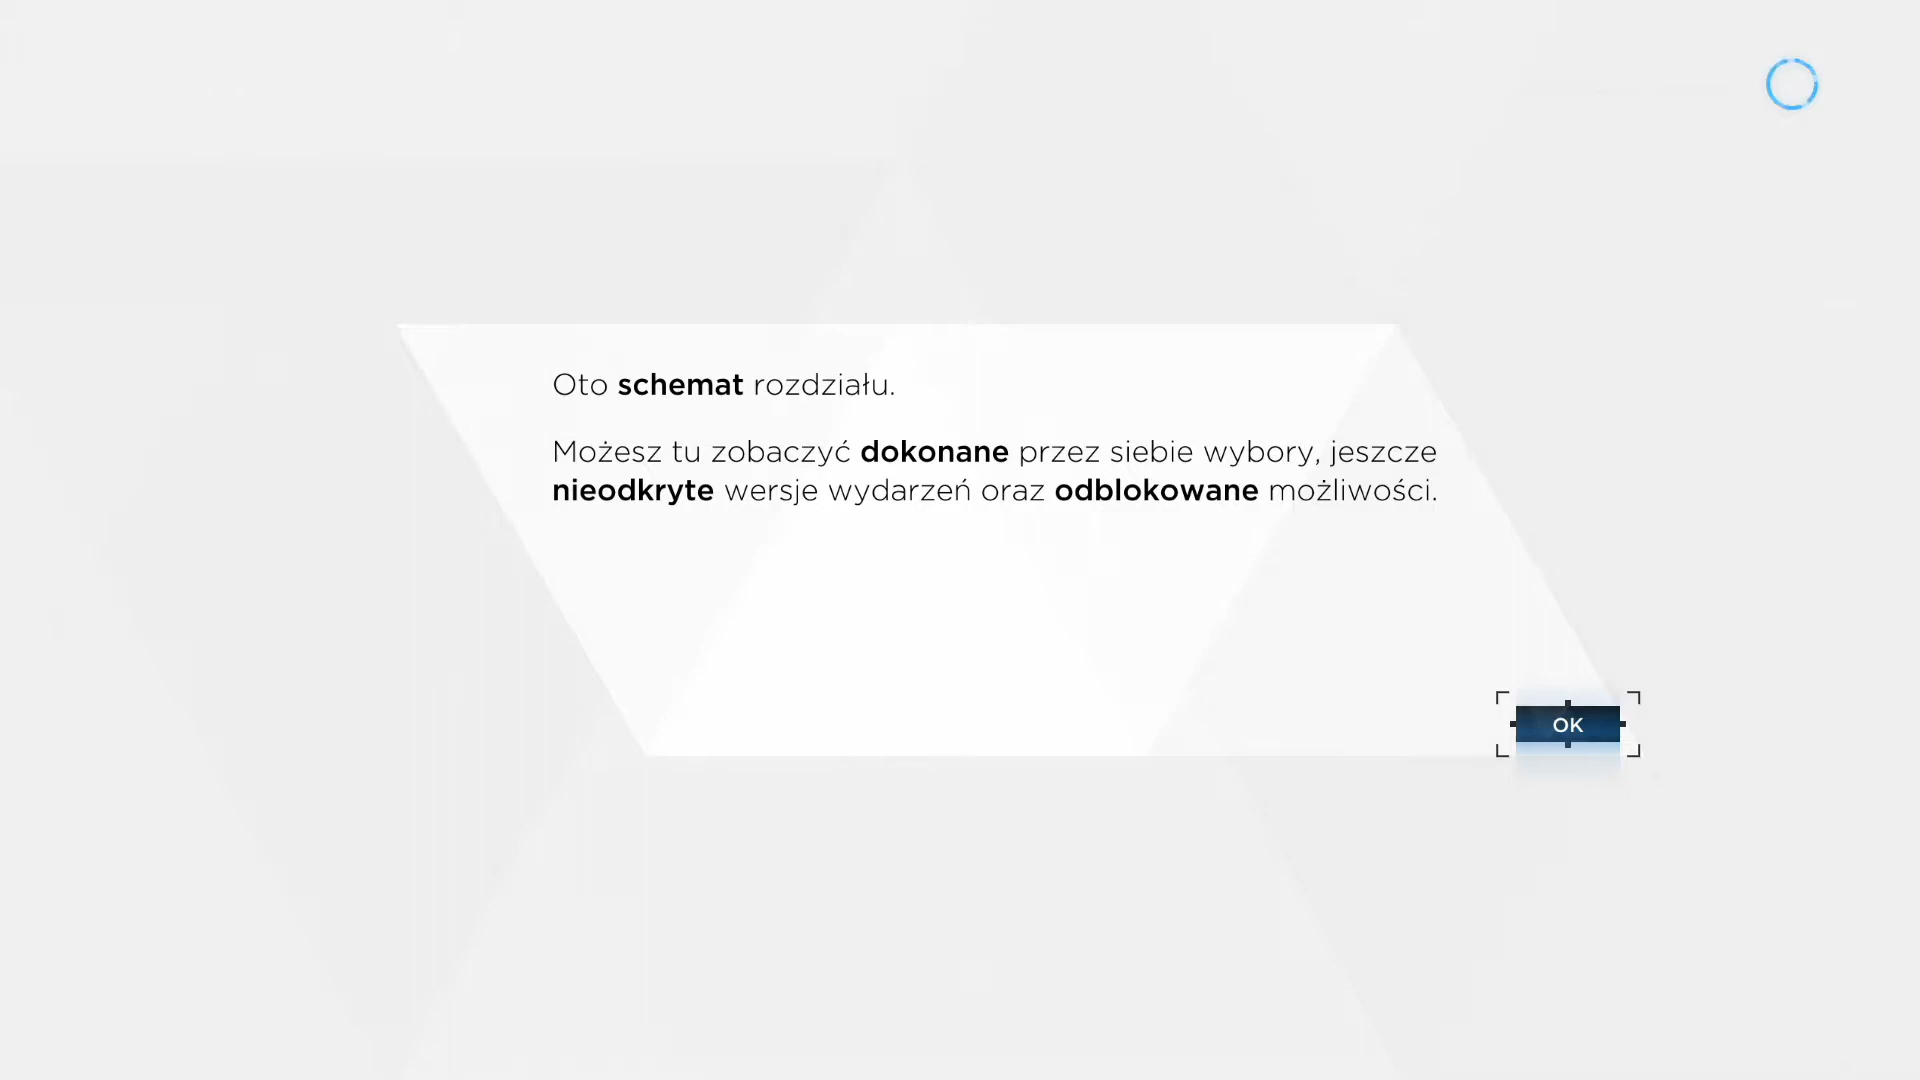 Oto schemat rozdziału.
Możesz tu zobaczyć dokonane przez siebie wybory, jeszcze
nieodkryte wersje wydarzeń oraz odblokowane możliwości.
OK